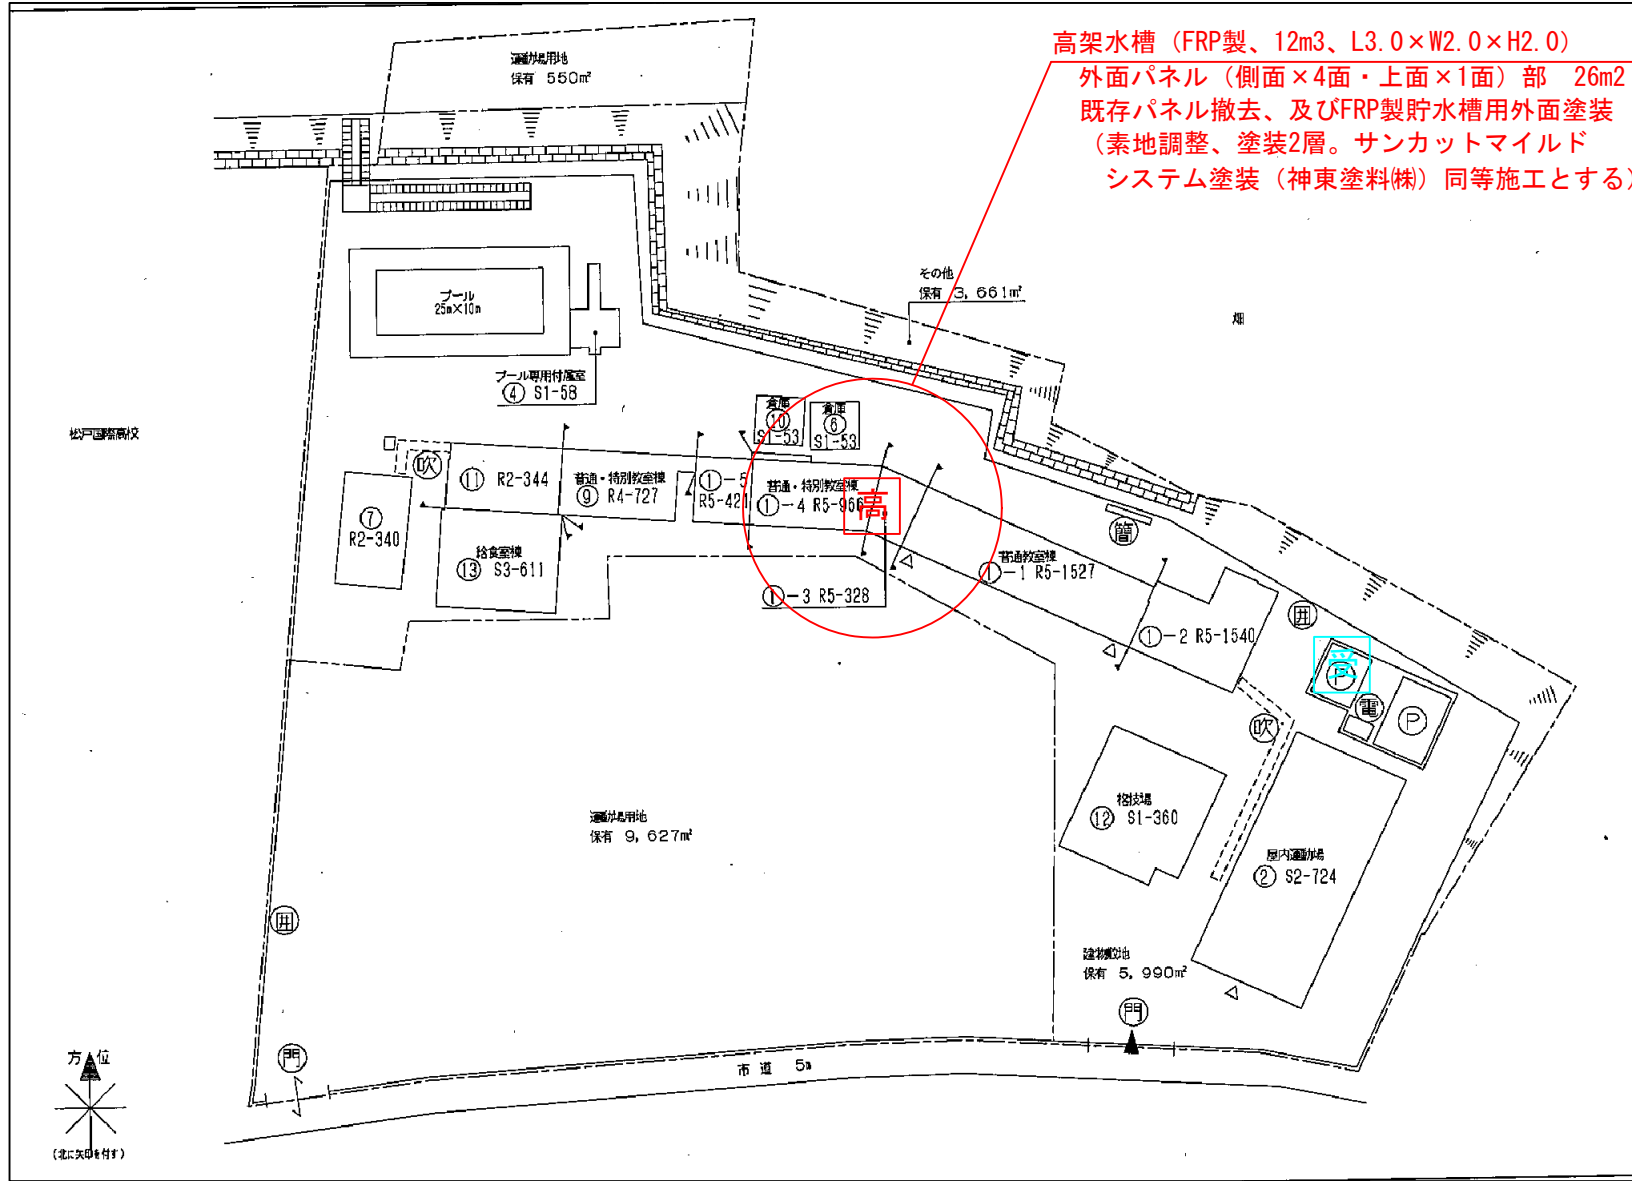 高架水槽（FRP製、12m3、L3.0×W2.0×H2.0）
外面パネル（側面×4面・上面×1面）部　26m2
既存パネル撤去、及びFRP製貯水槽用外面塗装
（素地調整、塗装2層。サンカットマイルド
システム塗装（神東塗料㈱）同等施工とする）
運動場用地
保有 550㎡
その他
保有 3,661㎡
畑
プール
25m×10m
プール専用付属室
④ S1-58
松戸国際高校
倉庫
⑩
S1-53
倉庫
⑥
S1-53
吹
⑪ R2-344
普通・特別教室棟
⑨ R4-727
①-5
R5-421
普通・特別教室棟
①-4 R5-966
高
簡
⑦
R2-340
給食室棟
⑬ S3-611
普通教室棟
①-1 R5-1527
①-3 R5-328
①-2 R5-1540
囲
受
P
電
P
吹
格技場
⑫ S1-360
運動場用地
保有 9,627㎡
屋内運動場
② S2-724
囲
建物敷地
保有 5,990㎡
門
門
市道 5m
方位
(北に矢印を付す)